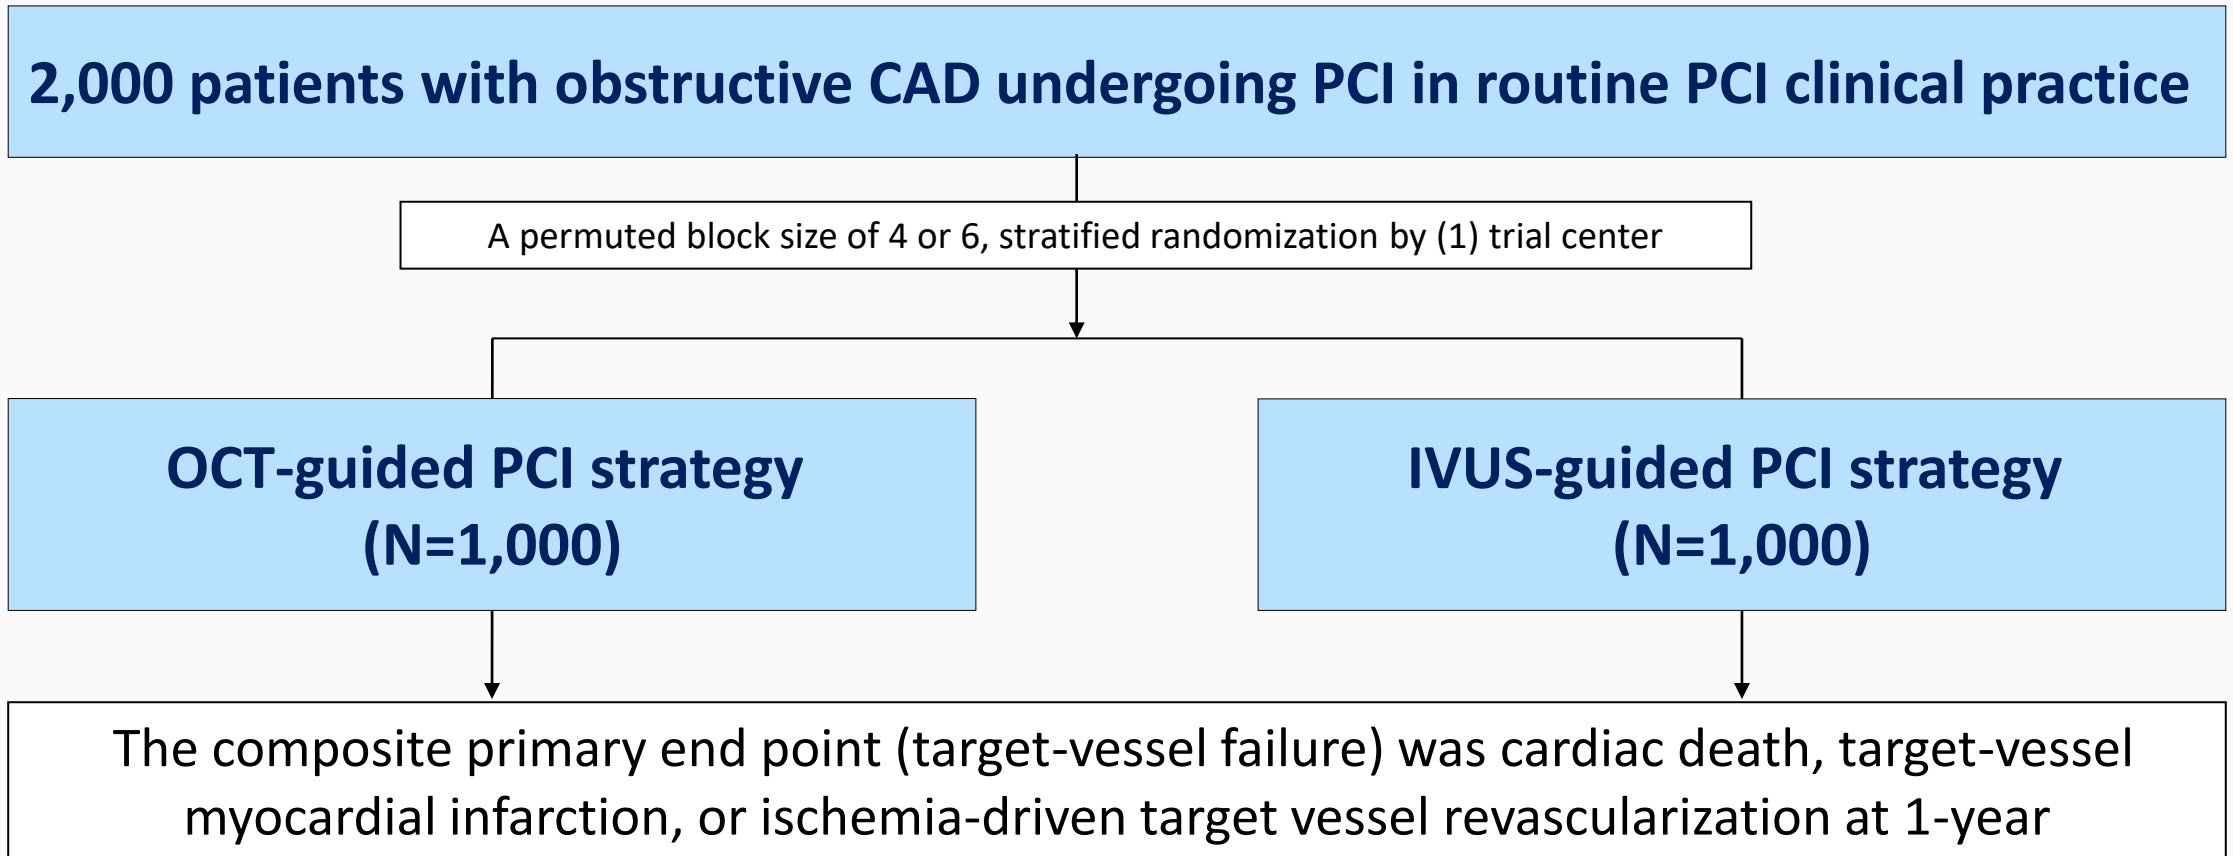 2,000 patients with obstructive CAD undergoing PCI in routine PCI clinical practice
A permuted block size of 4 or 6, stratified randomization by (1) trial center
OCT-guided PCI strategy
(N=1,000)
IVUS-guided PCI strategy
(N=1,000)
The composite primary end point (target-vessel failure) was cardiac death, target-vessel
myocardial infarction, or ischemia-driven target vessel revascularization at 1-year